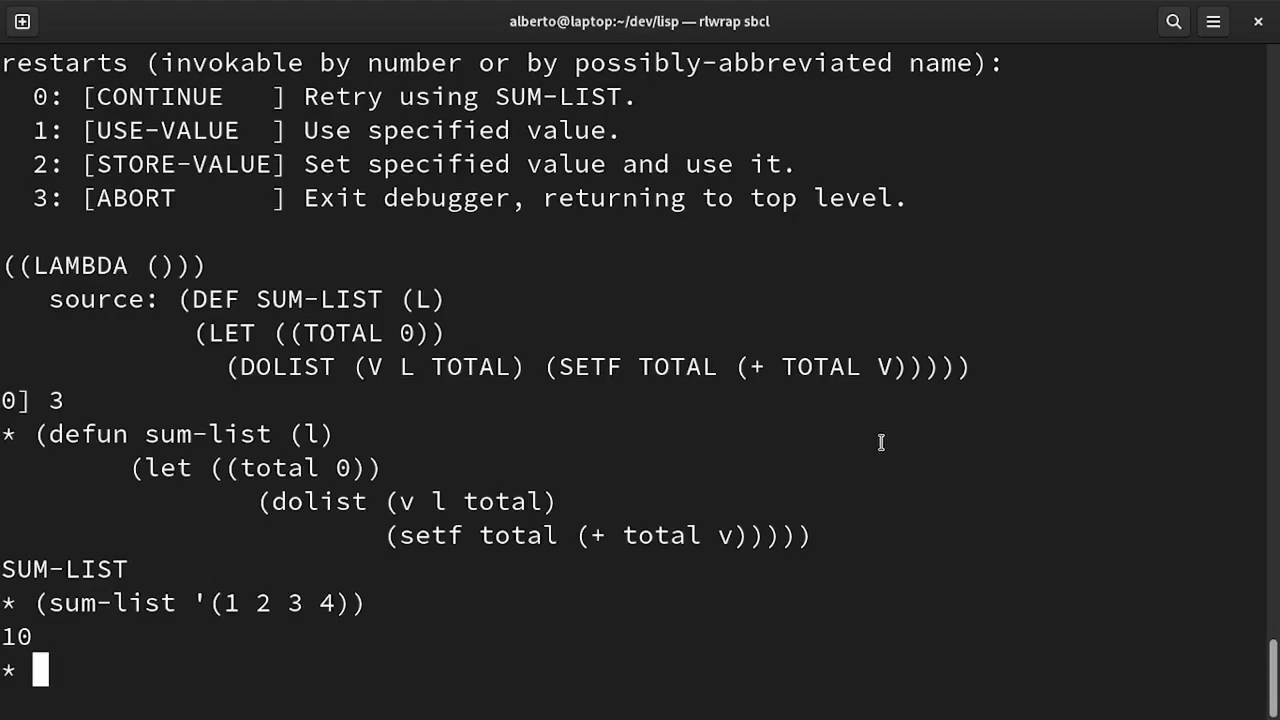 alberto@laptop:~/dev/lisp — rlwrap sbcl
restarts (invokable by number or by possibly-abbreviated name):
  0: [CONTINUE   ] Retry using SUM-LIST.
  1: [USE-VALUE  ] Use specified value.
  2: [STORE-VALUE] Set specified value and use it.
  3: [ABORT      ] Exit debugger, returning to top level.
((LAMBDA ()))
   source: (DEF SUM-LIST (L)
            (LET ((TOTAL 0))
              (DOLIST (V L TOTAL) (SETF TOTAL (+ TOTAL V)))))
0] 3
* (defun sum-list (l)
        (let ((total 0))
                (dolist (v l total)
                        (setf total (+ total v)))))
SUM-LIST
* (sum-list '(1 2 3 4))
10
*